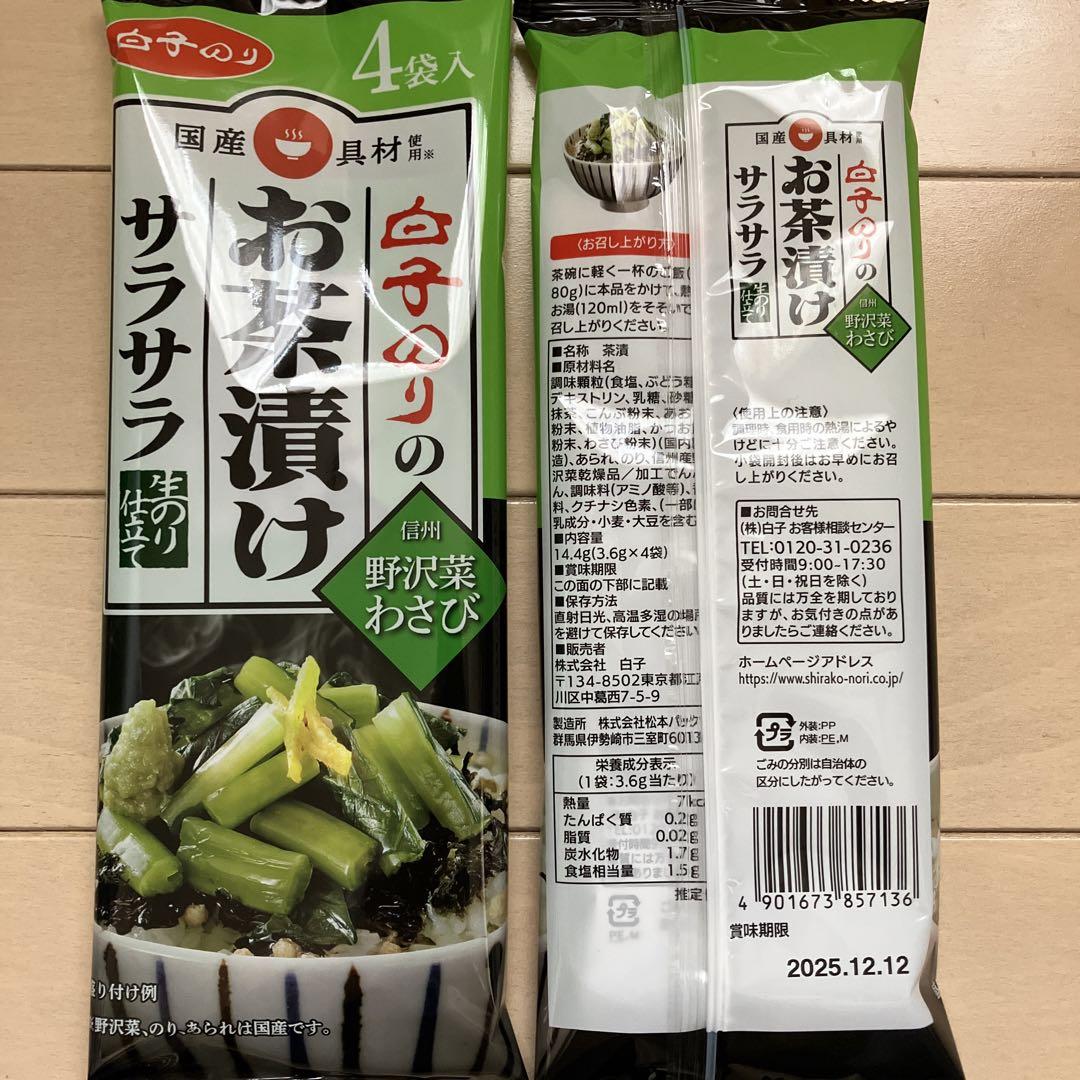 白子のり
4袋入
国産具材使用※
白子のりの
お茶漬け
サラサラ
生のり仕立て
信州
野沢菜
わさび
盛り付け例
※野沢菜、のり、あられは国産です。
〈お召し上がり方〉
茶碗に軽く一杯のご飯(
80g)に本品をかけて、熱
お湯(120ml)をそそいで
召し上がりください。
■名称 茶漬
■原材料名
調味顆粒(食塩、ぶどう糖
デキストリン、乳糖、砂糖
抹茶、こんぶ粉末、あお
粉末、植物油脂、かつお
粉末、わさび粉末)(国内
造)、あられ、のり、信州産
沢菜乾燥品/加工でん
ん、調味料(アミノ酸等)、
料、クチナシ色素、(一部に
乳成分・小麦・大豆を含む
■内容量
14.4g(3.6g×4袋)
■賞味期限
この面の下部に記載
■保存方法
直射日光、高温多湿の場所
を避けて保存してください
■販売者
株式会社 白子
〒134-8502東京都江
川区中葛西7-5-9
製造所 株式会社松本パック
群馬県伊勢崎市三室町6013
栄養成分表示
(1袋:3.6g当たり)
熱量 7kc
たんぱく質 0.2g
脂質 0.02g
炭水化物 1.7g
食塩相当量 1.5g
推定
プラ
PE,M
国産具材
白子のりの
お茶漬け
サラサラ
生のり仕立て
信州
野沢菜
わさび
〈使用上の注意〉
調理時、食用時の熱湯によるや
けどに十分ご注意ください。
小袋開封後はお早めにお召
し上がりください。
■お問合せ先
(株)白子 お客様相談センター
TEL:0120-31-0236
受付時間9:00~17:30
(土・日・祝日を除く)
品質には万全を期しており
ますが、お気付きの点があ
りましたらご連絡ください。
ホームページアドレス
https://www.shirako-nori.co.jp/
プラ
外装:PP
内装:PE,M
ごみの分別は自治体の
区分にしたがってください。
4 901673 857136
賞味期限
2025.12.12